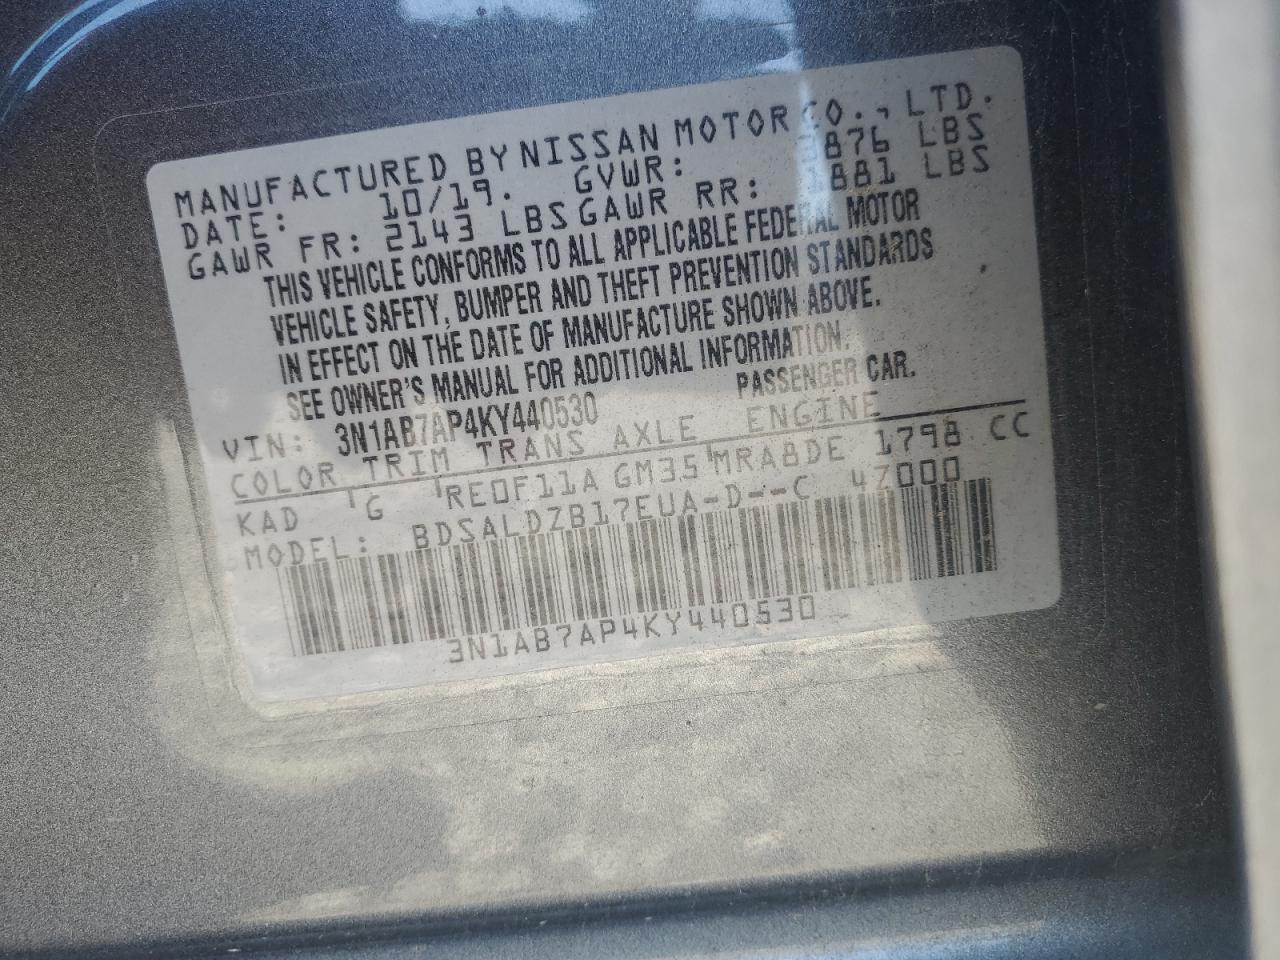 MANUFACTURED BY NISSAN MOTOR CO., LTD.
DATE: 10/19. GVWR: 3876 LBS
GAWR FR: 2143 LBS GAWR RR: 1881 LBS
THIS VEHICLE CONFORMS TO ALL APPLICABLE FEDERAL MOTOR
VEHICLE SAFETY, BUMPER AND THEFT PREVENTION STANDARDS
IN EFFECT ON THE DATE OF MANUFACTURE SHOWN ABOVE.
SEE OWNER'S MANUAL FOR ADDITIONAL INFORMATION.
VIN: 3N1AB7AP4KY440530 PASSENGER CAR.
COLOR TRIM TRANS AXLE ENGINE
KAD G RE0F11A GM35 MRA8DE 1798 CC
MODEL: BDSALDZB17EUA-D--C 47000
3N1AB7AP4KY440530